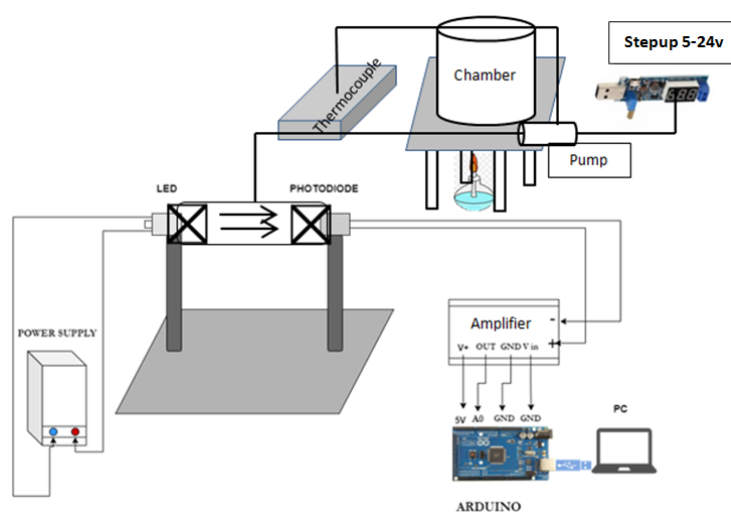 Stepup 5-24v
Chamber
Thermocouple
Pump
LED
PHOTODIODE
POWER SUPPLY
Amplifier
-
+
V+ OUT GND V in
5V A0 GND GND
PC
ARDUINO